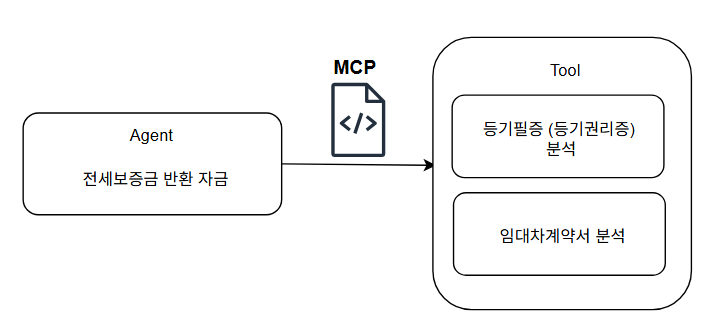 MCP
Agent
전세보증금 반환 자금
Tool
등기필증 (등기권리증)
분석
임대차계약서 분석